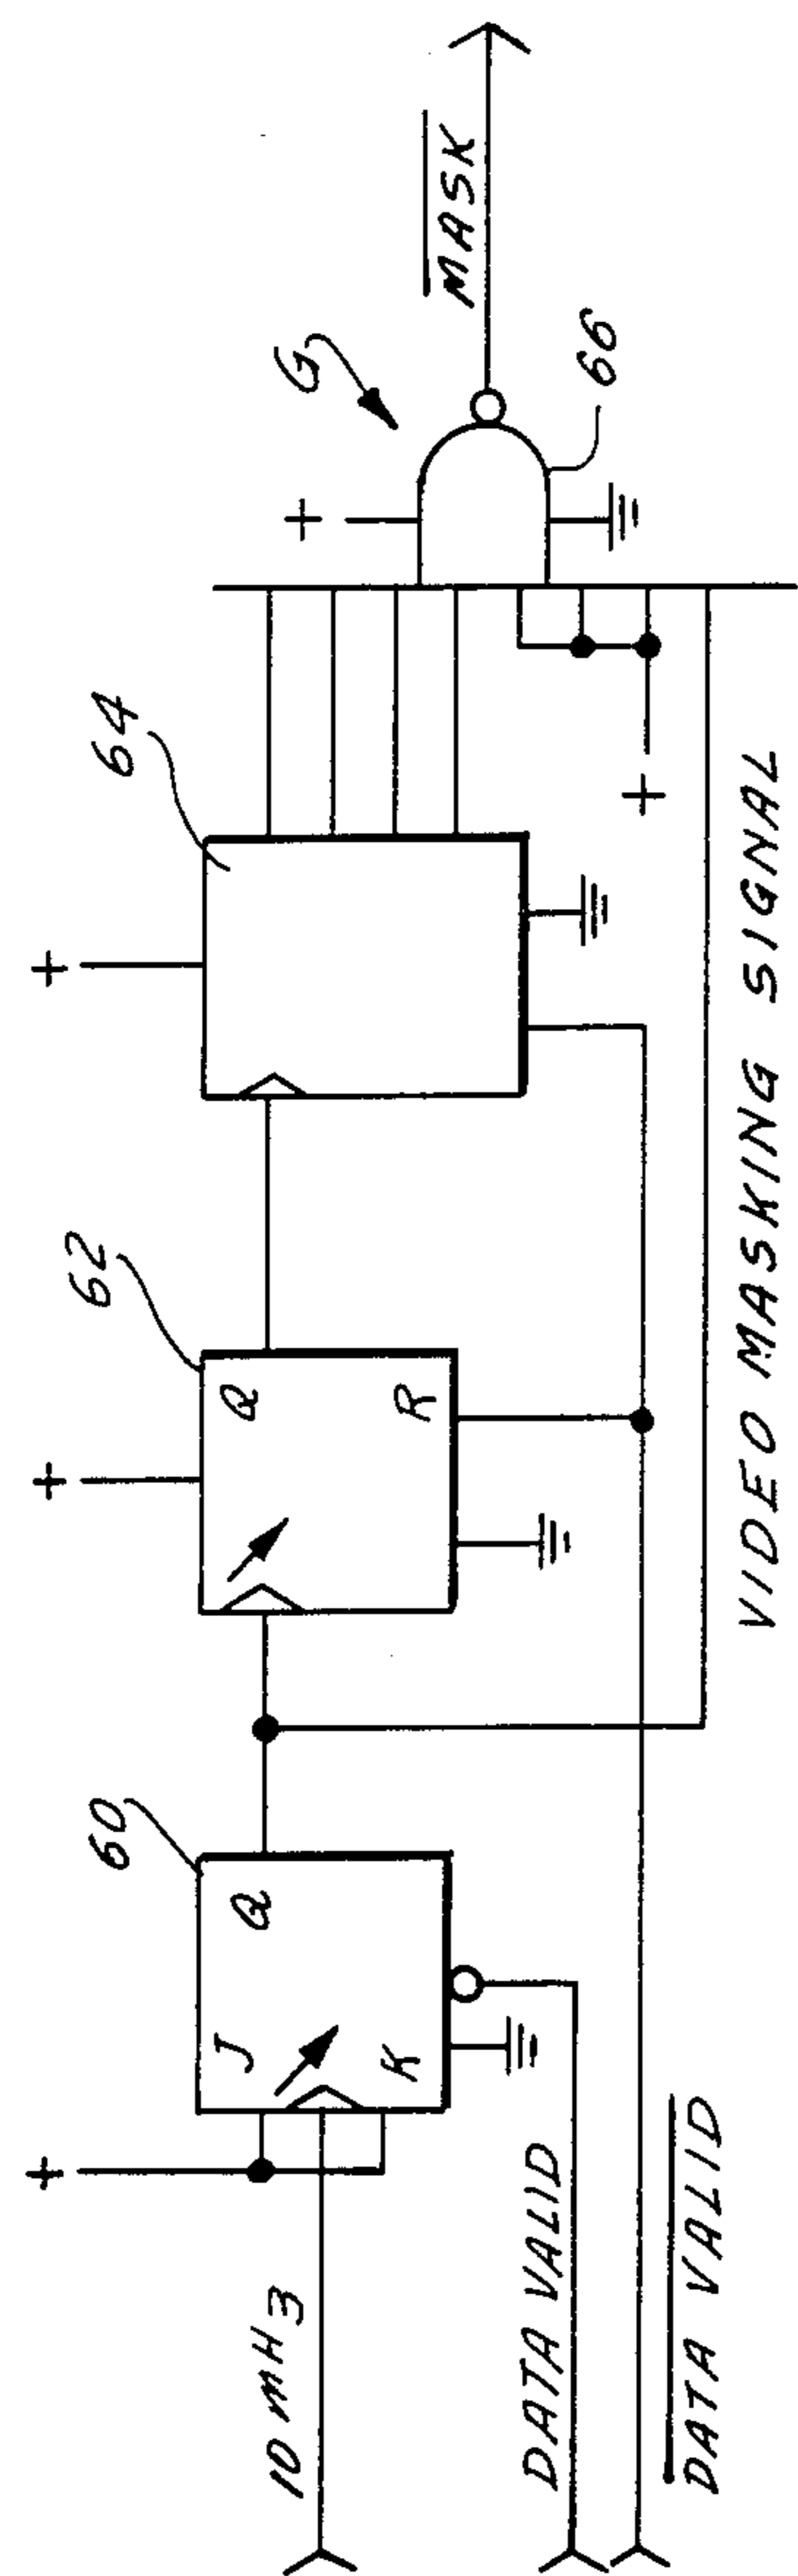 +
+
+
60
62
64
J
Q
K
Q
R
10 mHz
DATA VALID
DATA VALID
+
G
+
66
MASK
VIDEO MASKING SIGNAL